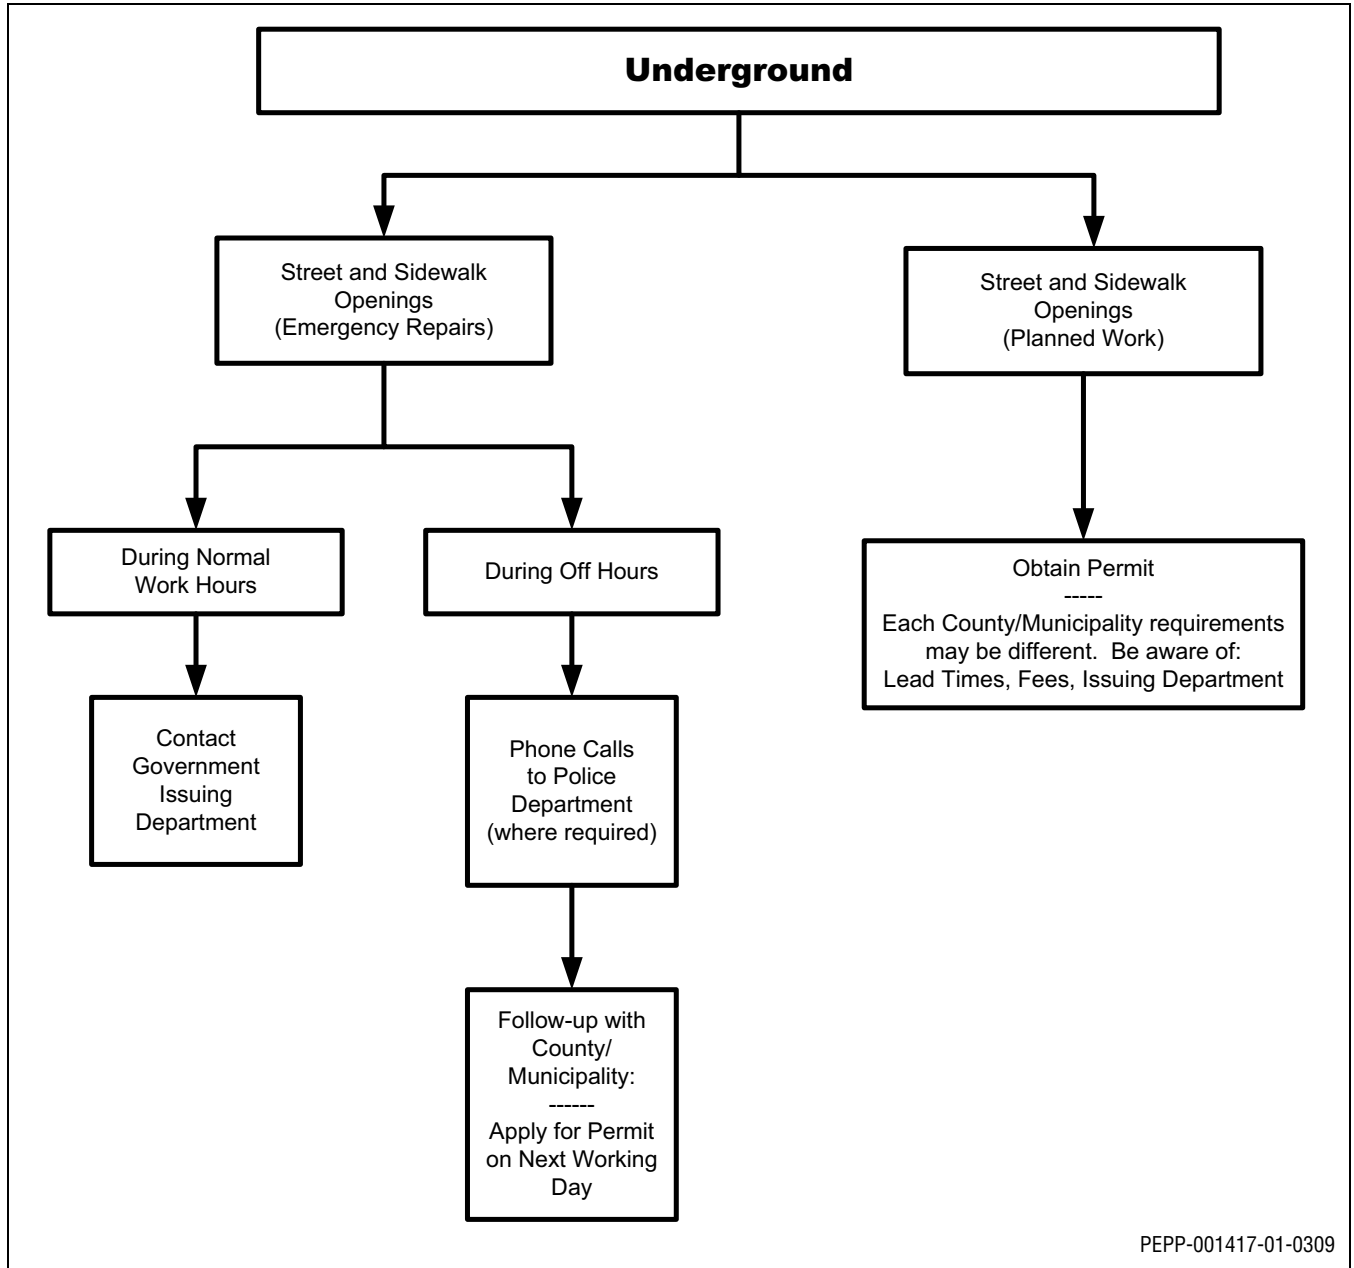 Underground
Street and Sidewalk
Openings
(Emergency Repairs)
Street and Sidewalk
Openings
(Planned Work)
During Normal
Work Hours
During Off Hours
Obtain Permit
-----
Each County/Municipality requirements
may be different.  Be aware of:
Lead Times, Fees, Issuing Department
Contact
Government
Issuing
Department
Phone Calls
to Police
Department
(where required)
Follow-up with
County/
Municipality:
------
Apply for Permit
on Next Working
Day
PEPP-001417-01-0309